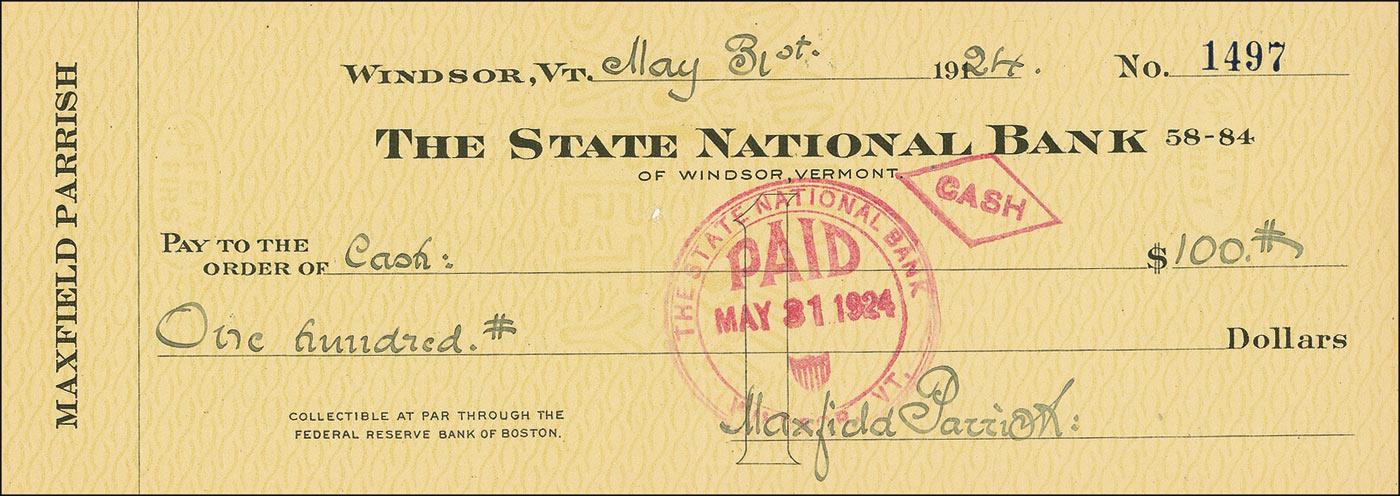 MAXFIELD PARRISH
WINDSOR, VT. May 31st. 1924. No. 1497
THE STATE NATIONAL BANK 58-84
OF WINDSOR, VERMONT.
CASH
PAY TO THE
ORDER OF Cash: $100.#
THE STATE NATIONAL BANK
PAID
MAY 31 1924
WINDSOR, VT.
One hundred.# Dollars
COLLECTIBLE AT PAR THROUGH THE
FEDERAL RESERVE BANK OF BOSTON.
Maxfield Parrish: